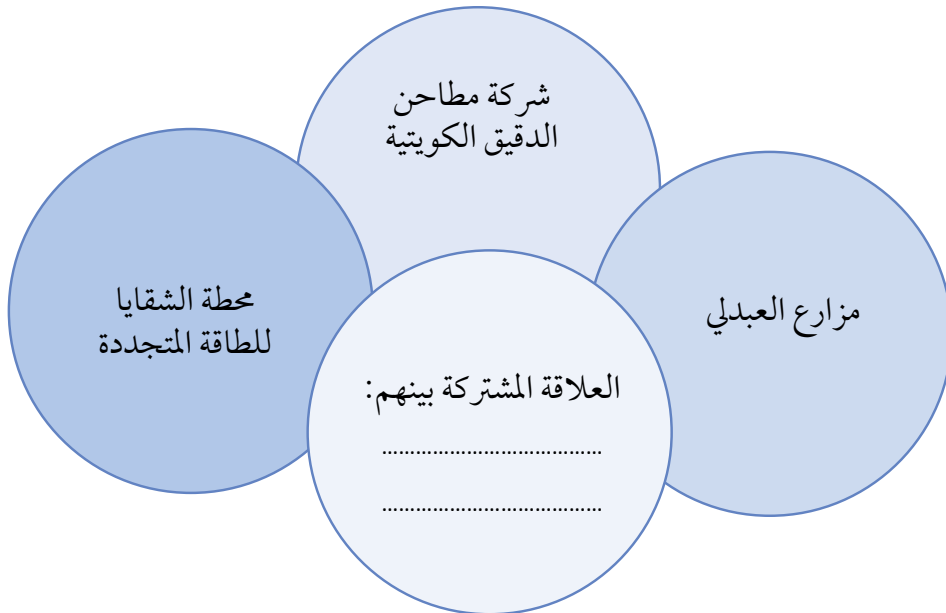 شركة مطاحن
الدقيق الكويتية
مزارع العبدلي
محطة الشقايا
للطاقة المتجددة
العلاقة المشتركة بينهم:
.......................................
.......................................